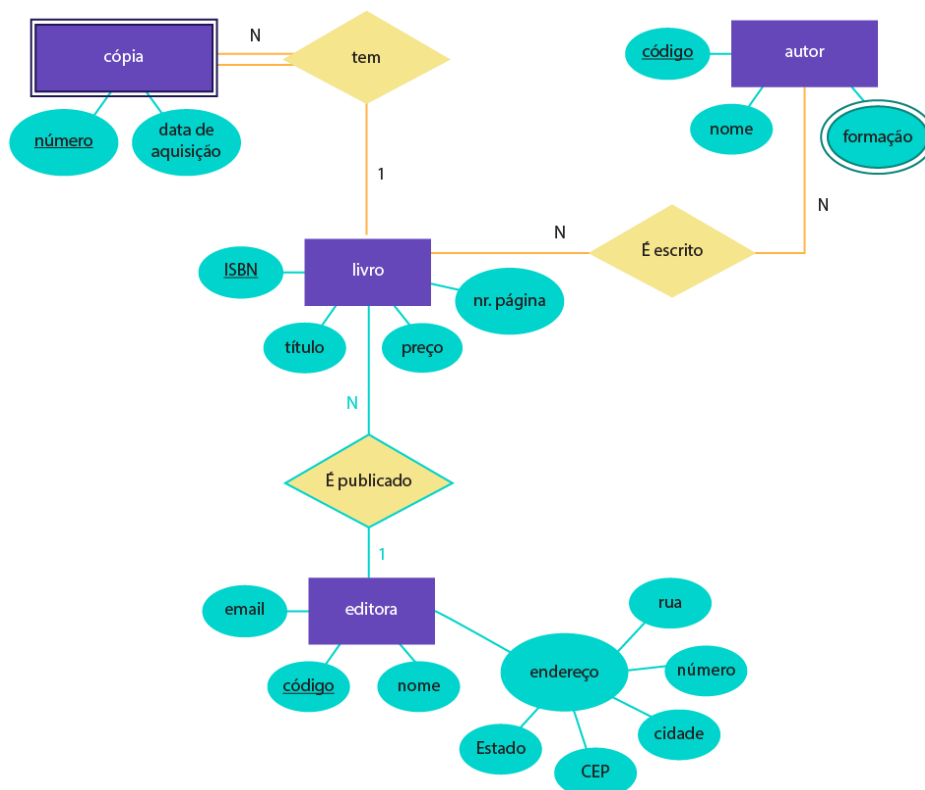 N
cópia
tem
código
autor
número
data de
aquisição
nome
formação
1
N
N
É escrito
ISBN
livro
nr. página
título
preço
N
É publicado
1
email
editora
rua
código
nome
endereço
número
Estado
cidade
CEP